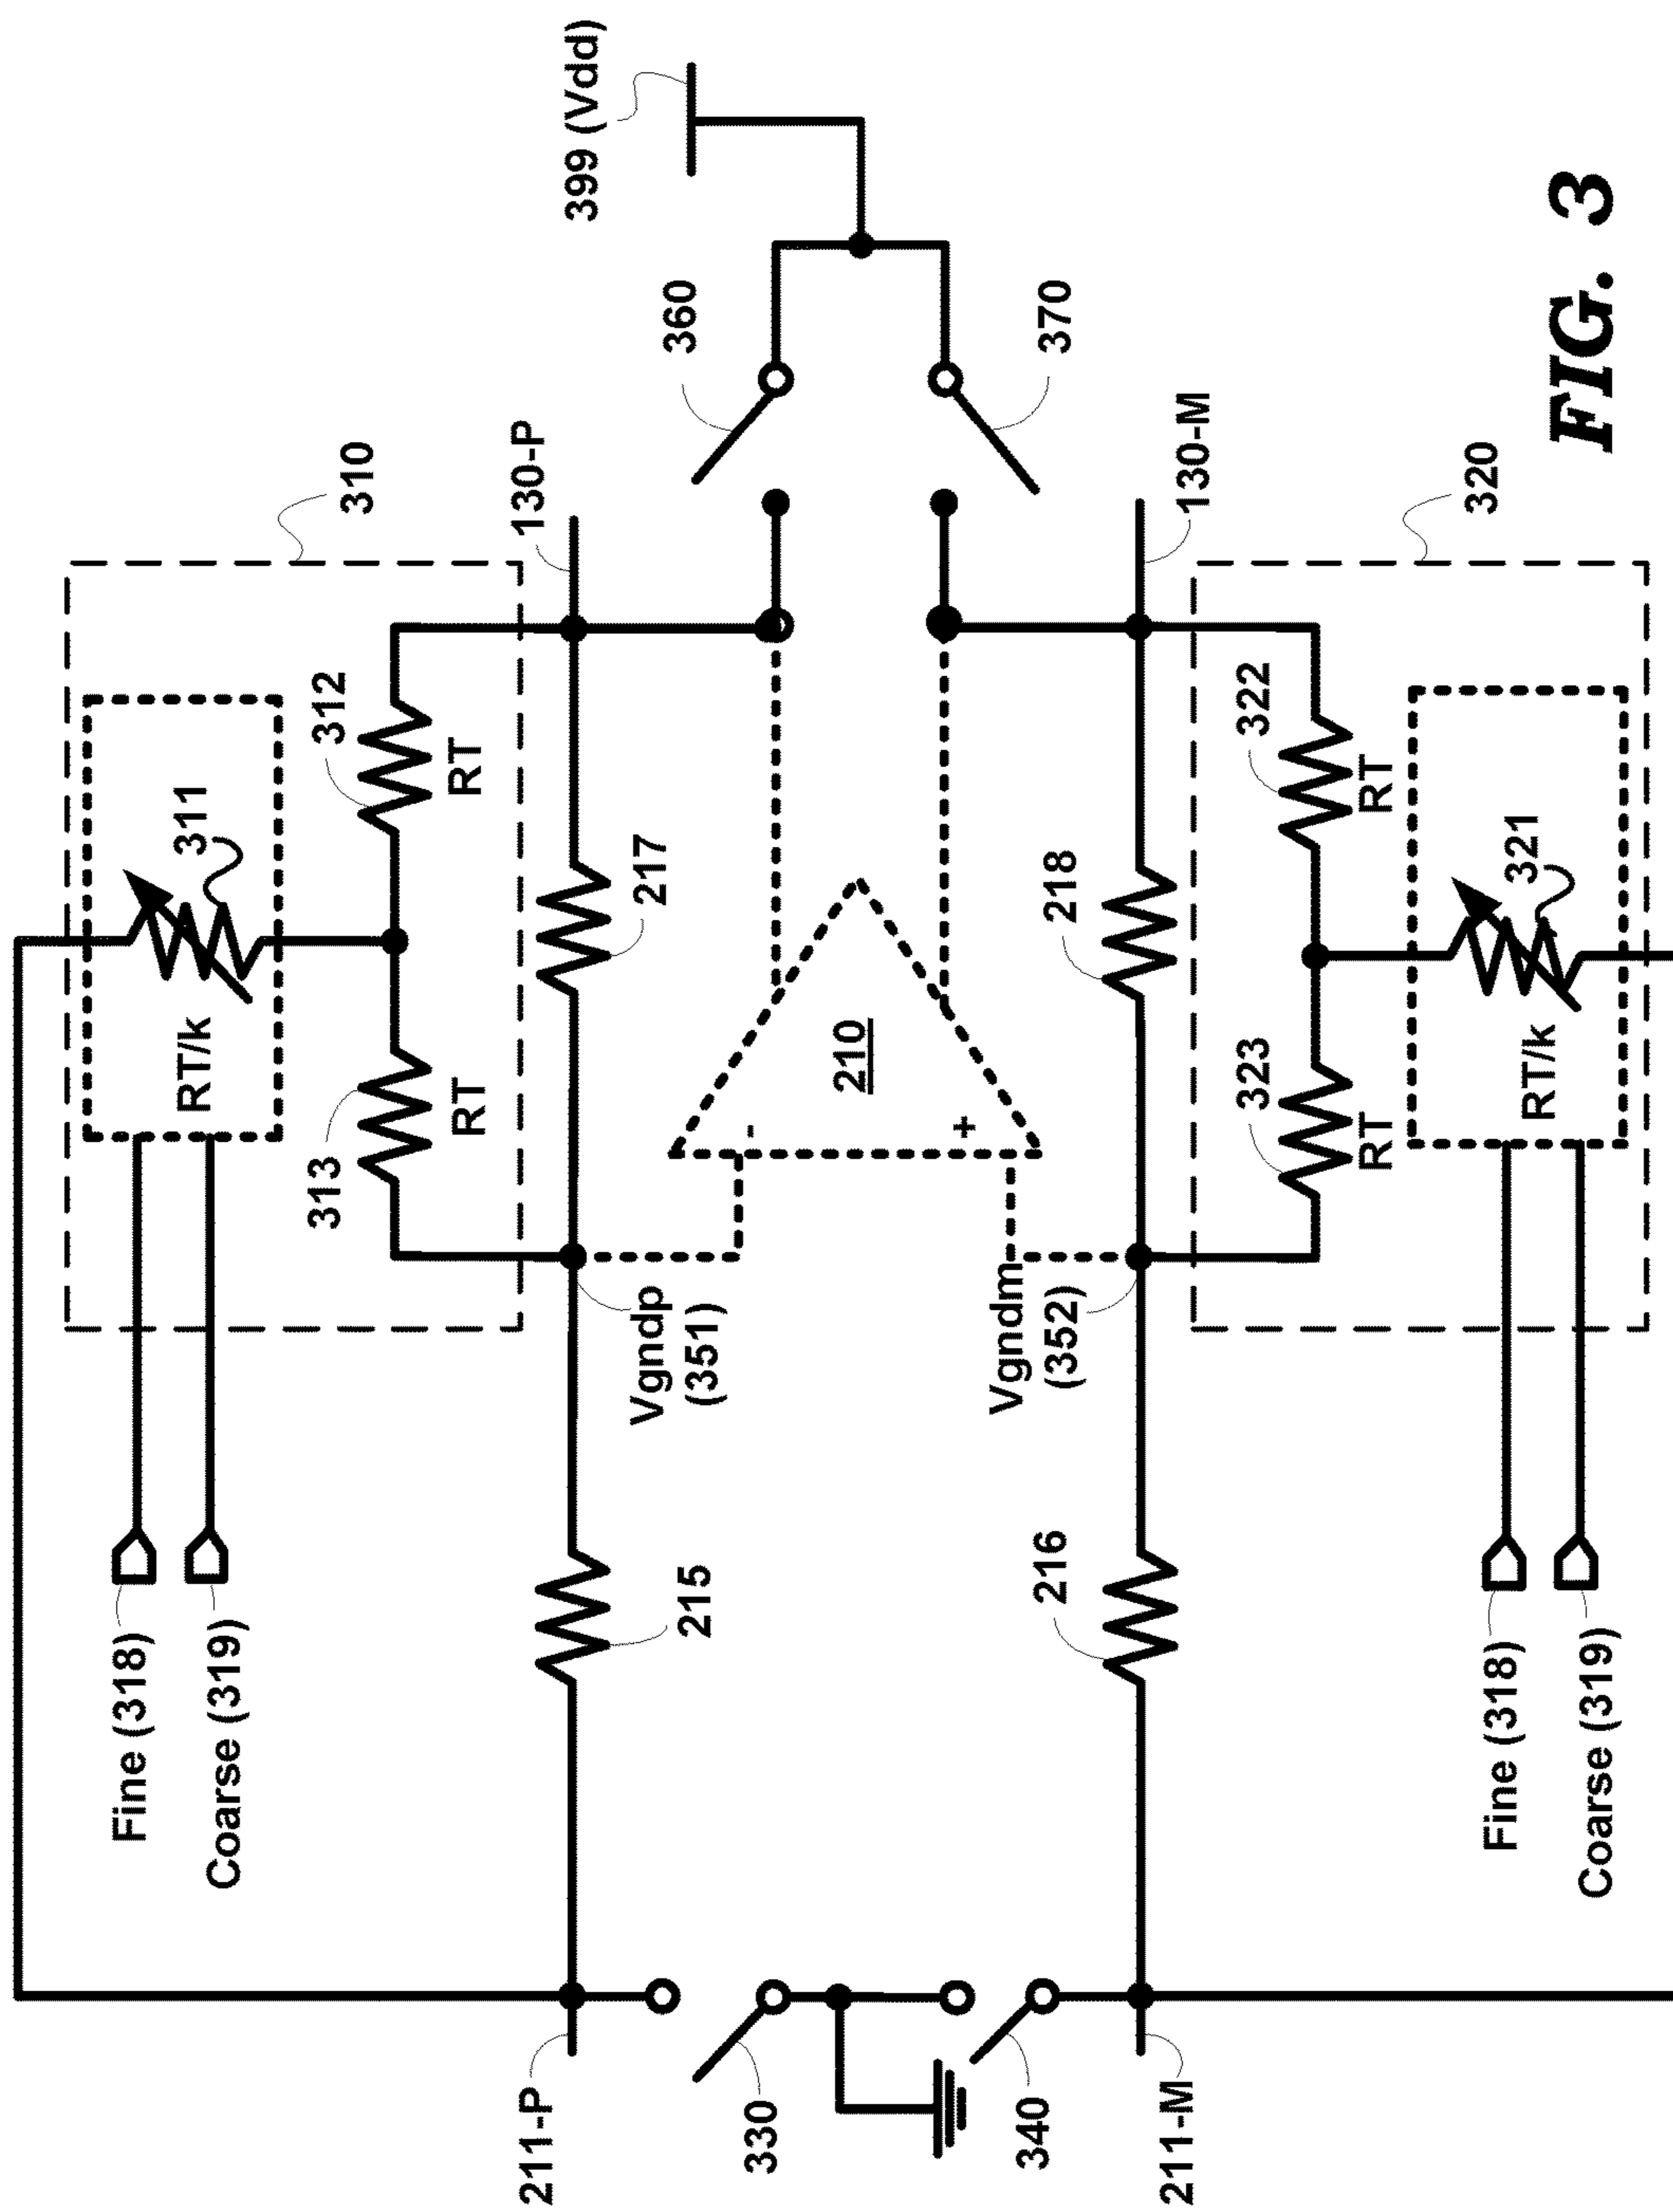 310
311
RT/k
312
RT
313
RT
Fine (318)
Coarse (319)
130-P
399 (Vdd)
217
215
211-P
360
Vgndp
(351)
-
210
+
330
340
Vgndm
(352)
370
218
216
130-M
211-M
322
RT
323
RT
321
RT/k
320
Fine (318)
Coarse (319)
FIG. 3